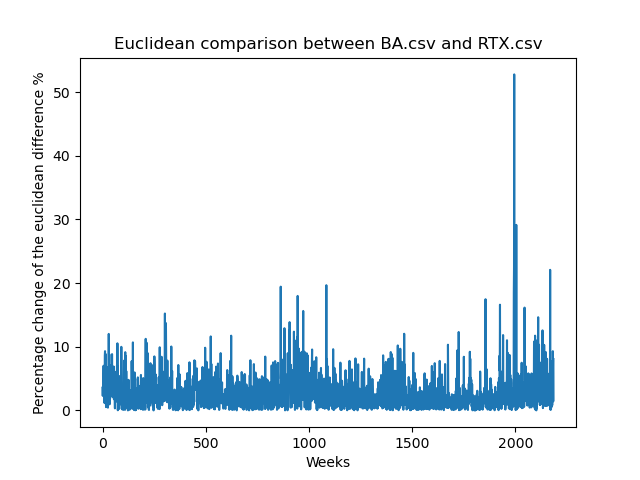 Euclidean comparison between BA.csv and RTX.csv
Percentage change of the euclidean difference %
50
40
30
20
10
0
0 500 1000 1500 2000
Weeks